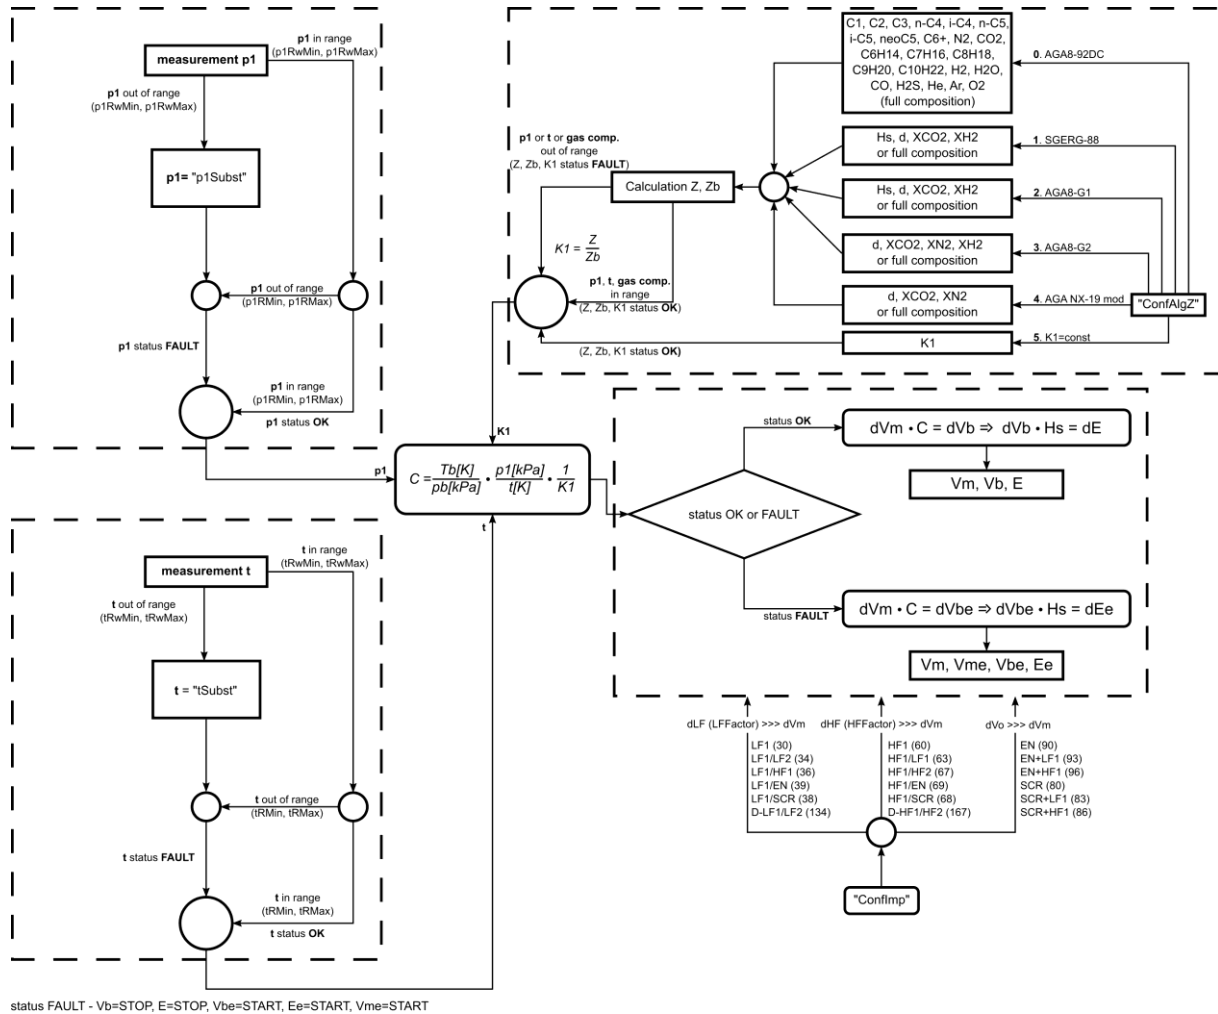 p1 in range
(p1RwMin, p1RwMax)
measurement p1
p1 out of range
(p1RwMin, p1RwMax)
p1= "p1Subst"
p1 out of range
(p1RMin, p1RMax)
p1 status FAULT
p1 in range
(p1RMin, p1RMax)
p1 status OK
p1
C1, C2, C3, n-C4, i-C4, n-C5,
i-C5, neoC5, C6+, N2, CO2,
C6H14, C7H16, C8H18,
C9H20, C10H22, H2, H2O,
CO, H2S, He, Ar, O2
(full composition)
0. AGA8-92DC
Hs, d, XCO2, XH2
or full composition
1. SGERG-88
Hs, d, XCO2, XH2
or full composition
2. AGA8-G1
d, XCO2, XN2, XH2
or full composition
3. AGA8-G2
d, XCO2, XN2
or full composition
4. AGA NX-19 mod
"ConfAlgZ"
K1
5. K1=const
p1 or t or gas comp.
out of range
(Z, Zb, K1 status FAULT)
Calculation Z, Zb
K1 = Z/Zb
p1, t, gas comp.
in range
(Z, Zb, K1 status OK)
(Z, Zb, K1 status OK)
K1
C = Tb[K]/pb[kPa] • p1[kPa]/t[K] • 1/K1
t
status OK
dVm • C = dVb ⇒ dVb • Hs = dE
Vm, Vb, E
status OK or FAULT
status FAULT
dVm • C = dVbe ⇒ dVbe • Hs = dEe
Vm, Vme, Vbe, Ee
t in range
(tRwMin, tRwMax)
measurement t
t out of range
(tRwMin, tRwMax)
t = "tSubst"
t out of range
(tRMin, tRMax)
t status FAULT
t in range
(tRMin, tRMax)
t status OK
dLF (LFFactor) >>> dVm
LF1 (30)
LF1/LF2 (34)
LF1/HF1 (36)
LF1/EN (39)
LF1/SCR (38)
D-LF1/LF2 (134)
dHF (HFFactor) >>> dVm
HF1 (60)
HF1/LF1 (63)
HF1/HF2 (67)
HF1/EN (69)
HF1/SCR (68)
D-HF1/HF2 (167)
dVo >>> dVm
EN (90)
EN+LF1 (93)
EN+HF1 (96)
SCR (80)
SCR+LF1 (83)
SCR+HF1 (86)
"ConfImp"
status FAULT - Vb=STOP, E=STOP, Vbe=START, Ee=START, Vme=START